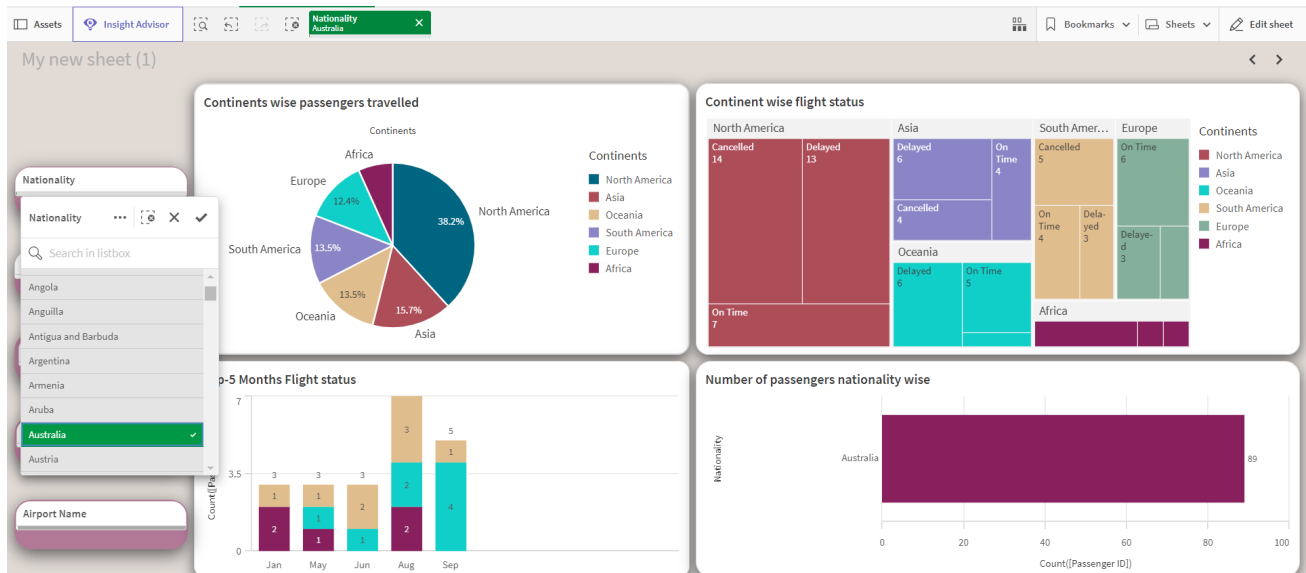 Assets
Insight Advisor
Nationality
Australia
Bookmarks
Sheets
Edit sheet
My new sheet (1)
Nationality
Nationality
Search in listbox
Angola
Anguilla
Antigua and Barbuda
Argentina
Armenia
Aruba
Australia
Austria
Airport Name
Continents wise passengers travelled
Continents
Africa
Europe
12.4%
North America
38.2%
South America
13.5%
13.5%
Oceania
15.7%
Asia
Continents
North America
Asia
Oceania
South America
Europe
Africa
Continent wise flight status
North America
Cancelled
14
Delayed
13
On Time
7
Asia
Delayed
6
On
Time
4
Cancelled
4
Oceania
Delayed
6
On Time
5
South Amer...
Cancelled
5
On
Time
4
Dela-
yed
3
Europe
On Time
6
Delaye-
d
3
Africa
Continents
North America
Asia
Oceania
South America
Europe
Africa
p-5 Months Flight status
Count([Pa
7
3.5
0
3
1
2
3
1
1
1
3
2
1
3
2
2
5
1
4
Jan
May
Jun
Aug
Sep
Number of passengers nationality wise
Nationality
Australia
89
0
20
40
60
80
100
Count([Passenger ID])